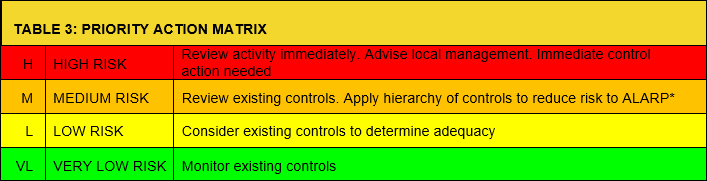 TABLE 3: PRIORITY ACTION MATRIX
H HIGH RISK Review activity immediately. Advise local management. Immediate control
action needed
M MEDIUM RISK Review existing controls. Apply hierarchy of controls to reduce risk to ALARP*
L LOW RISK Consider existing controls to determine adequacy
VL VERY LOW RISK Monitor existing controls